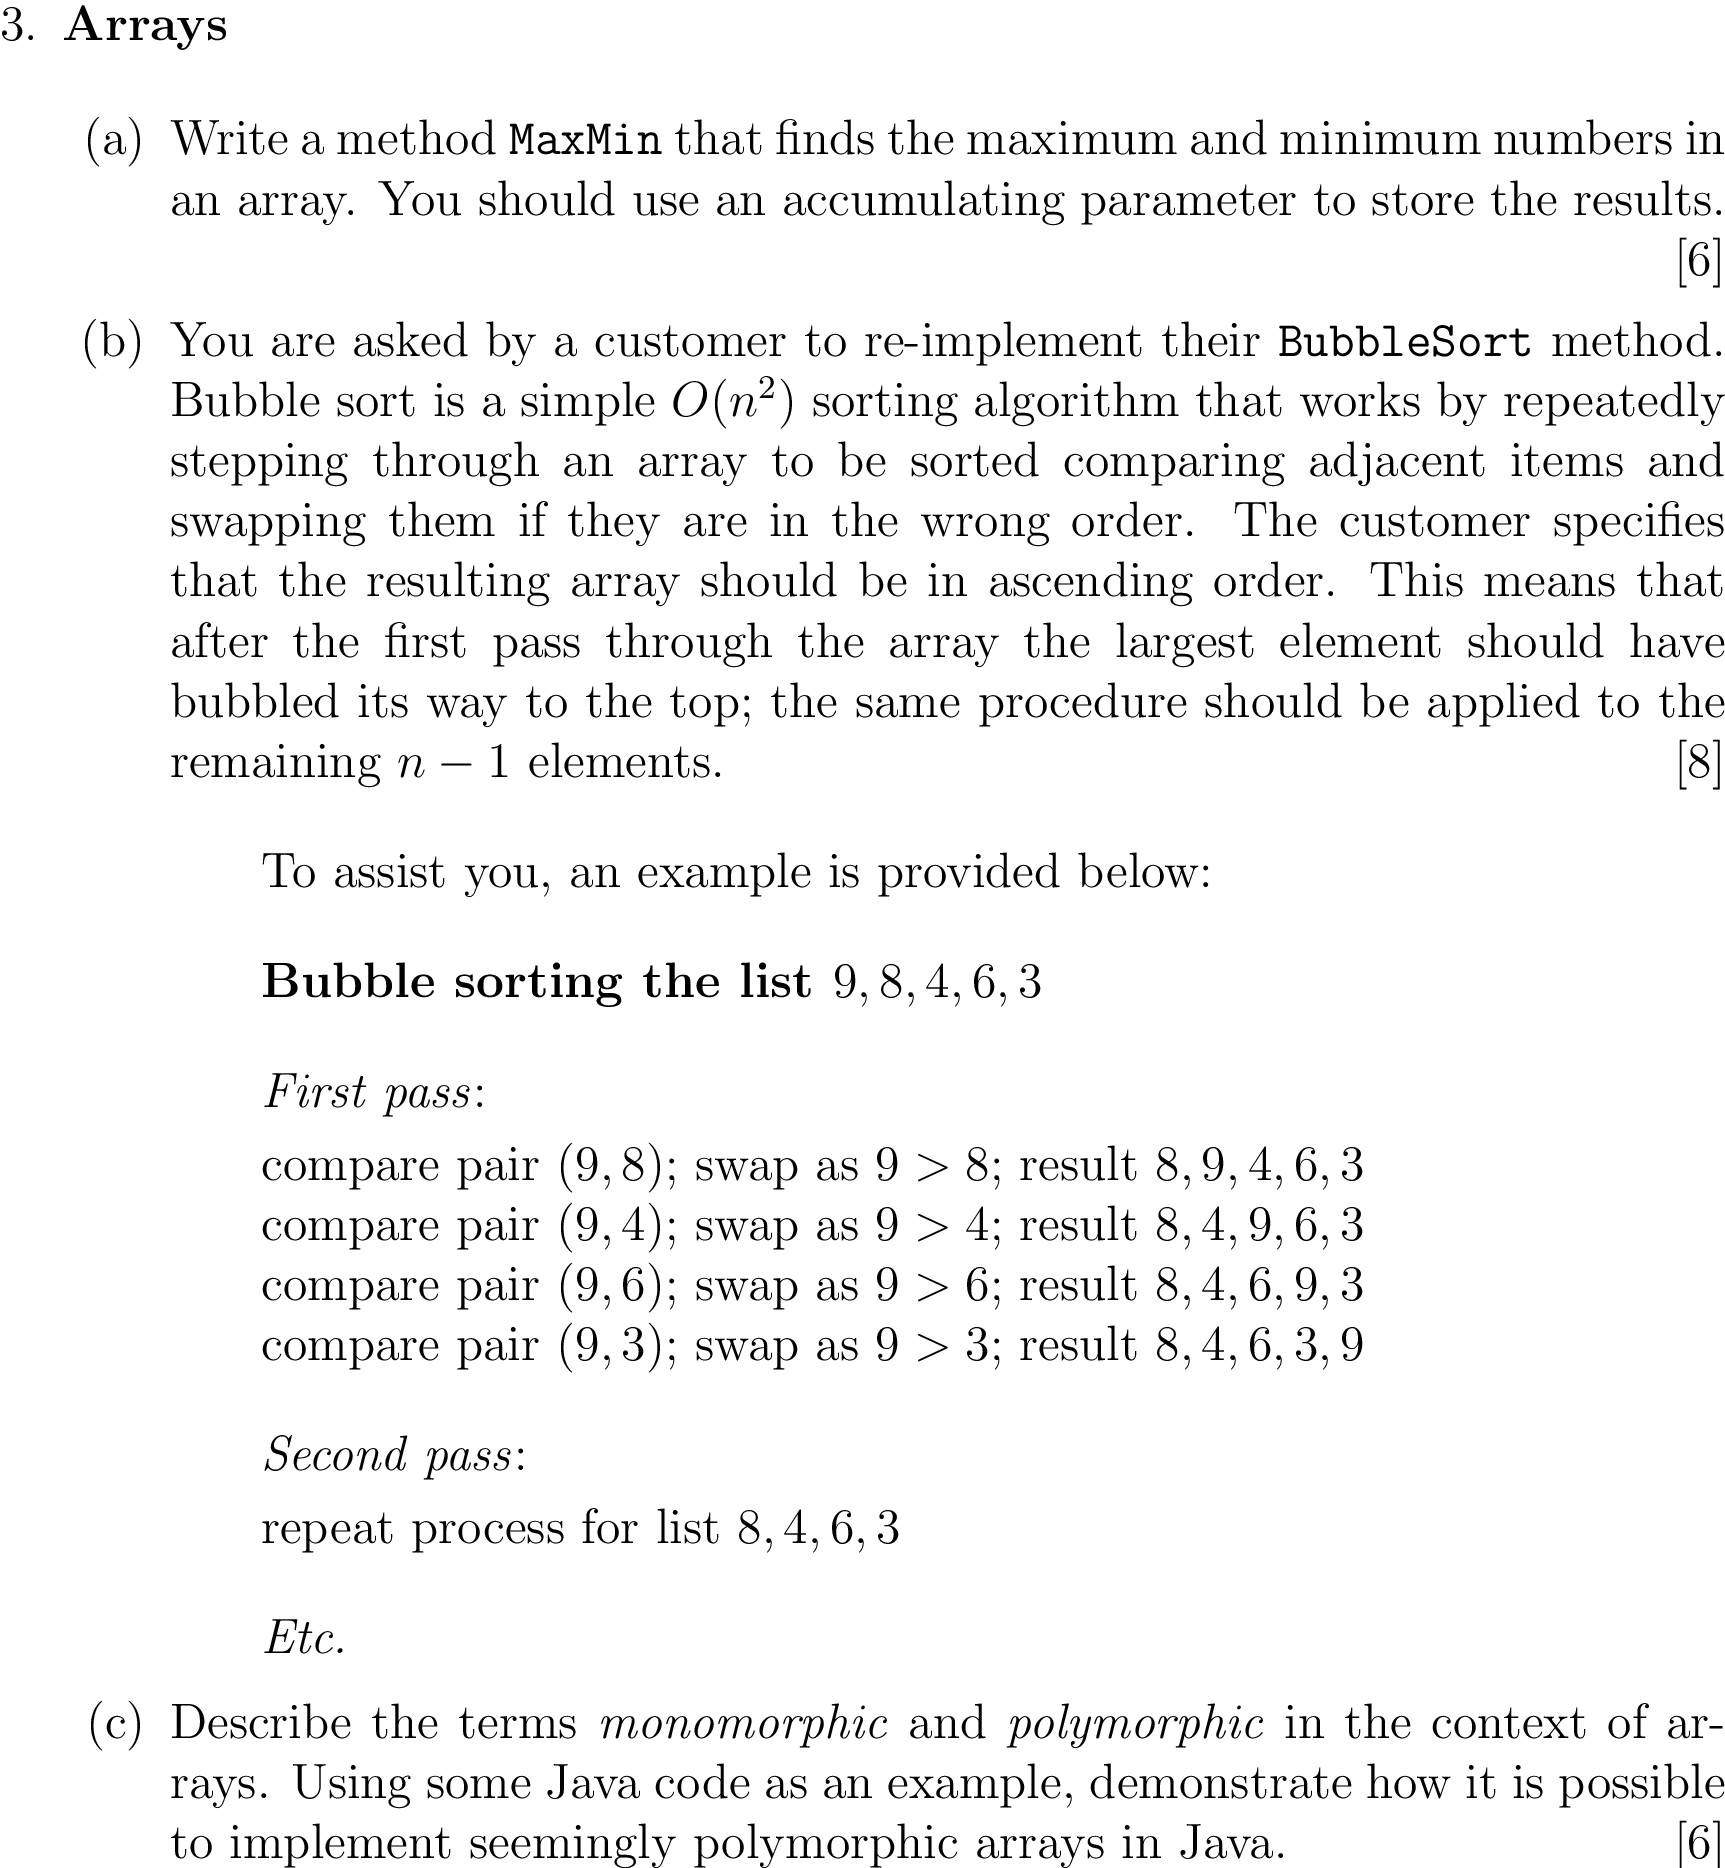 3. Arrays
(a) Write a method MaxMin that finds the maximum and minimum numbers in
an array. You should use an accumulating parameter to store the results.
[6]
(b) You are asked by a customer to re-implement their BubbleSort method.
Bubble sort is a simple O(n²) sorting algorithm that works by repeatedly
stepping through an array to be sorted comparing adjacent items and
swapping them if they are in the wrong order. The customer specifies
that the resulting array should be in ascending order. This means that
after the first pass through the array the largest element should have
bubbled its way to the top; the same procedure should be applied to the
remaining n − 1 elements. [8]
To assist you, an example is provided below:
Bubble sorting the list 9, 8, 4, 6, 3
First pass:
compare pair (9, 8); swap as 9 > 8; result 8, 9, 4, 6, 3
compare pair (9, 4); swap as 9 > 4; result 8, 4, 9, 6, 3
compare pair (9, 6); swap as 9 > 6; result 8, 4, 6, 9, 3
compare pair (9, 3); swap as 9 > 3; result 8, 4, 6, 3, 9
Second pass:
repeat process for list 8, 4, 6, 3
Etc.
(c) Describe the terms monomorphic and polymorphic in the context of ar-
rays. Using some Java code as an example, demonstrate how it is possible
to implement seemingly polymorphic arrays in Java. [6]